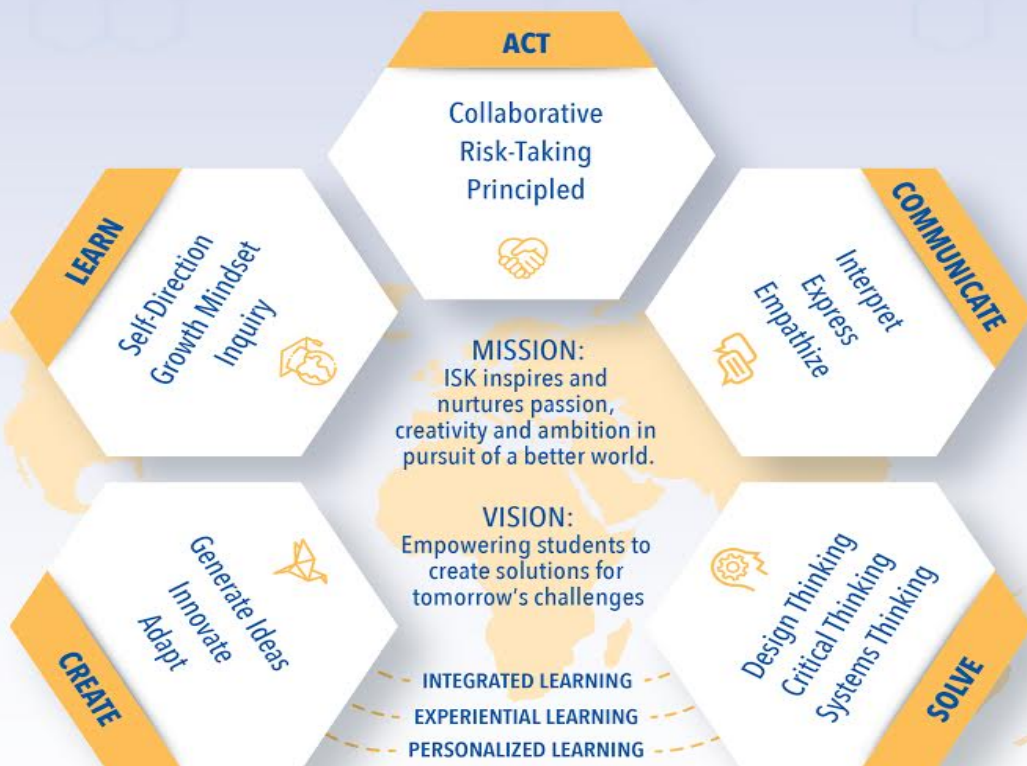 ACT
Collaborative
Risk-Taking
Principled
LEARN
Self-Direction
Growth Mindset
Inquiry
COMMUNICATE
Interpret
Express
Empathize
MISSION:
ISK inspires and
nurtures passion,
creativity and ambition in
pursuit of a better world.
VISION:
Empowering students to
create solutions for
tomorrow's challenges
CREATE
Generate Ideas
Innovate
Adapt
SOLVE
Design Thinking
Critical Thinking
Systems Thinking
INTEGRATED LEARNING
EXPERIENTIAL LEARNING
PERSONALIZED LEARNING